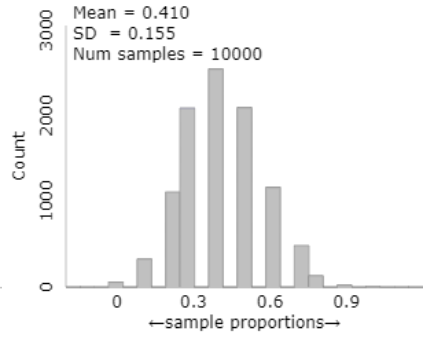 Mean = 0.410
SD = 0.155
Num samples = 10000
3000
2000
1000
0
Count
0 0.3 0.6 0.9
←sample proportions→